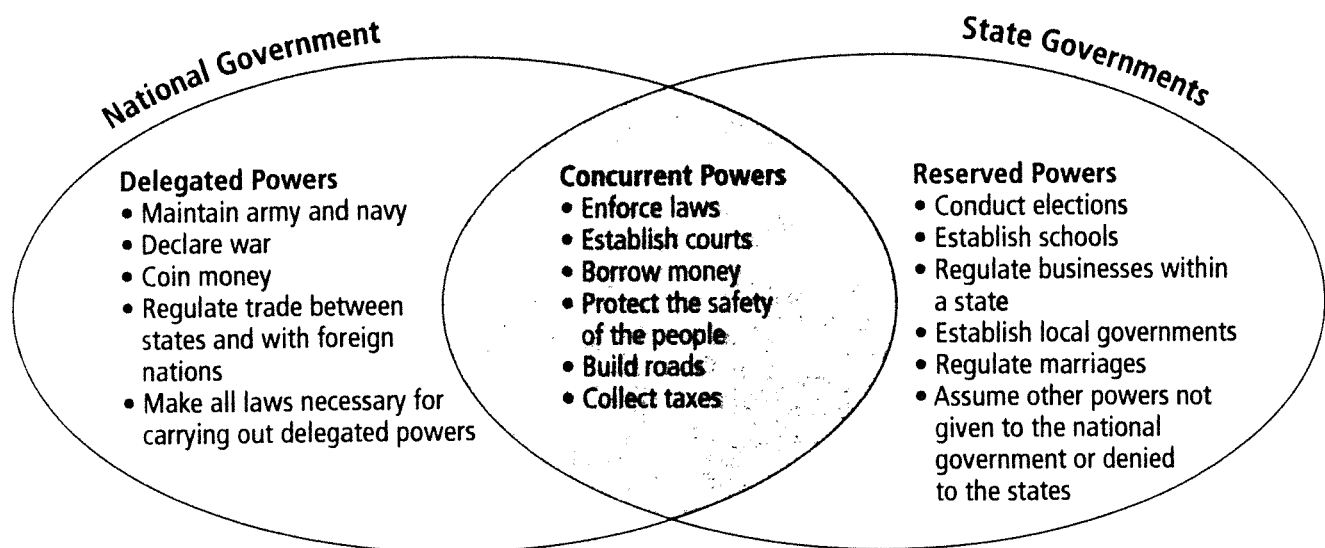 National Government
State Governments
Delegated Powers
• Maintain army and navy
• Declare war
• Coin money
• Regulate trade between
states and with foreign
nations
• Make all laws necessary for
carrying out delegated powers
Concurrent Powers
• Enforce laws
• Establish courts
• Borrow money
• Protect the safety
of the people
• Build roads
• Collect taxes
Reserved Powers
• Conduct elections
• Establish schools
• Regulate businesses within
a state
• Establish local governments
• Regulate marriages
• Assume other powers not
given to the national
government or denied
to the states